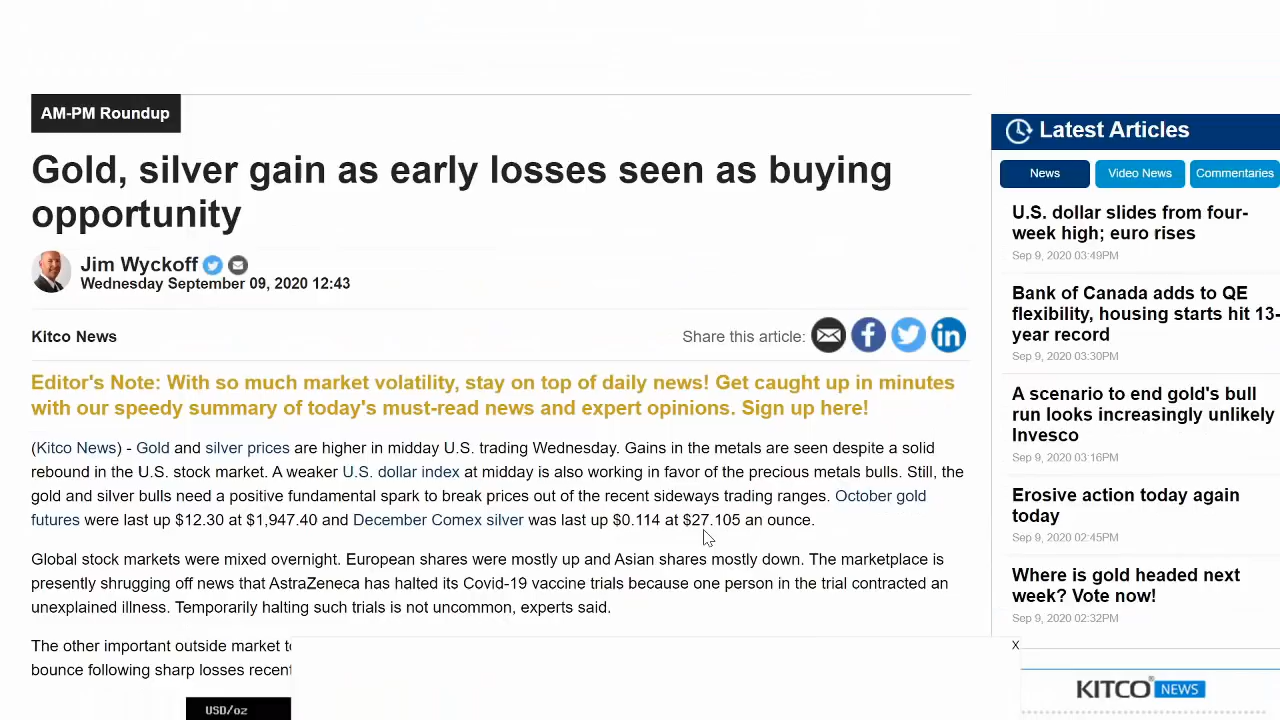 AM-PM Roundup
Gold, silver gain as early losses seen as buying
opportunity
Jim Wyckoff
Wednesday September 09, 2020 12:43
Kitco News
Share this article:
Editor's Note: With so much market volatility, stay on top of daily news! Get caught up in minutes
with our speedy summary of today's must-read news and expert opinions. Sign up here!
(Kitco News) - Gold and silver prices are higher in midday U.S. trading Wednesday. Gains in the metals are seen despite a solid
rebound in the U.S. stock market. A weaker U.S. dollar index at midday is also working in favor of the precious metals bulls. Still, the
gold and silver bulls need a positive fundamental spark to break prices out of the recent sideways trading ranges. October gold
futures were last up $12.30 at $1,947.40 and December Comex silver was last up $0.114 at $27.105 an ounce.
Global stock markets were mixed overnight. European shares were mostly up and Asian shares mostly down. The marketplace is
presently shrugging off news that AstraZeneca has halted its Covid-19 vaccine trials because one person in the trial contracted an
unexplained illness. Temporarily halting such trials is not uncommon, experts said.
The other important outside market
bounce following sharp losses
USD/oz
Latest Articles
News Video News Commentaries
U.S. dollar slides from four-
week high; euro rises
Sep 9, 2020 03:49PM
Bank of Canada adds to QE
flexibility, housing starts hit 13-
year record
Sep 9, 2020 03:30PM
A scenario to end gold's bull
run looks increasingly unlikely
Invesco
Sep 9, 2020 03:16PM
Erosive action today again
today
Sep 9, 2020 02:45PM
Where is gold headed next
week? Vote now!
Sep 9, 2020 02:32PM
X
KITCO NEWS